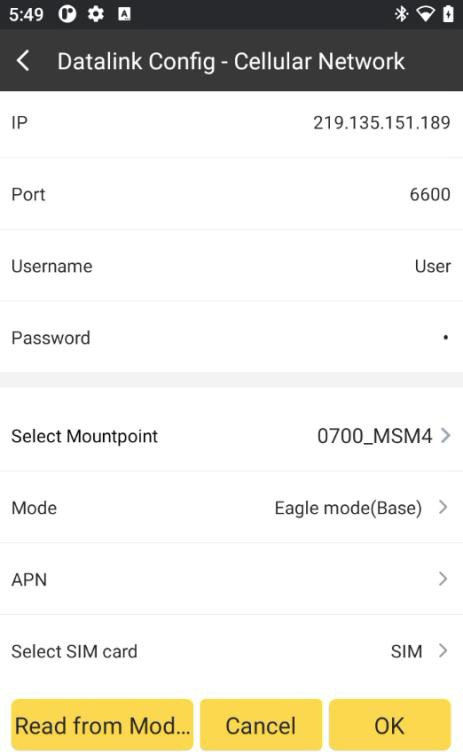 5:49
Datalink Config - Cellular Network
IP 219.135.151.189
Port 6600
Username User
Password •
Select Mountpoint 0700_MSM4
Mode Eagle mode(Base)
APN
Select SIM card SIM
Read from Mod... Cancel OK